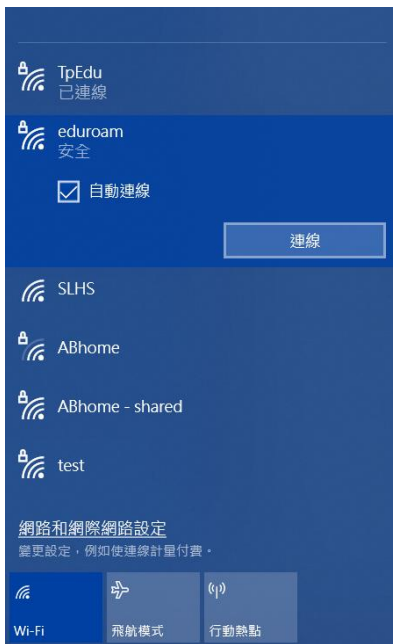 TpEdu
已連線
eduroam
安全
自動連線
連線
SLHS
ABhome
ABhome - shared
test
網路和網際網路設定
變更設定，例如使連線計量付費。
Wi-Fi
飛航模式
行動熱點